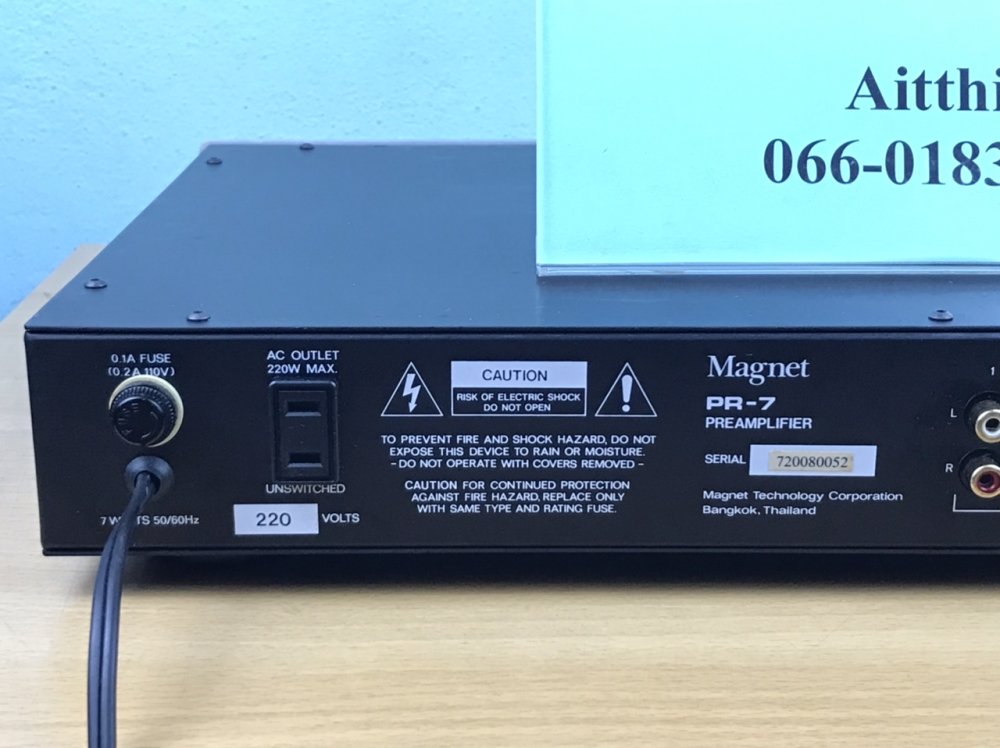 Aitthi
066-0183
0.1A FUSE
(0.2A 110V)
7 WATTS 50/60Hz
AC OUTLET
220W MAX.
UNSWITCHED
220 VOLTS
CAUTION
RISK OF ELECTRIC SHOCK
DO NOT OPEN
TO PREVENT FIRE AND SHOCK HAZARD, DO NOT
EXPOSE THIS DEVICE TO RAIN OR MOISTURE.
- DO NOT OPERATE WITH COVERS REMOVED -
CAUTION FOR CONTINUED PROTECTION
AGAINST FIRE HAZARD, REPLACE ONLY
WITH SAME TYPE AND RATING FUSE.
Magnet
PR-7
PREAMPLIFIER
SERIAL 720080052
Magnet Technology Corporation
Bangkok, Thailand
1
L
R